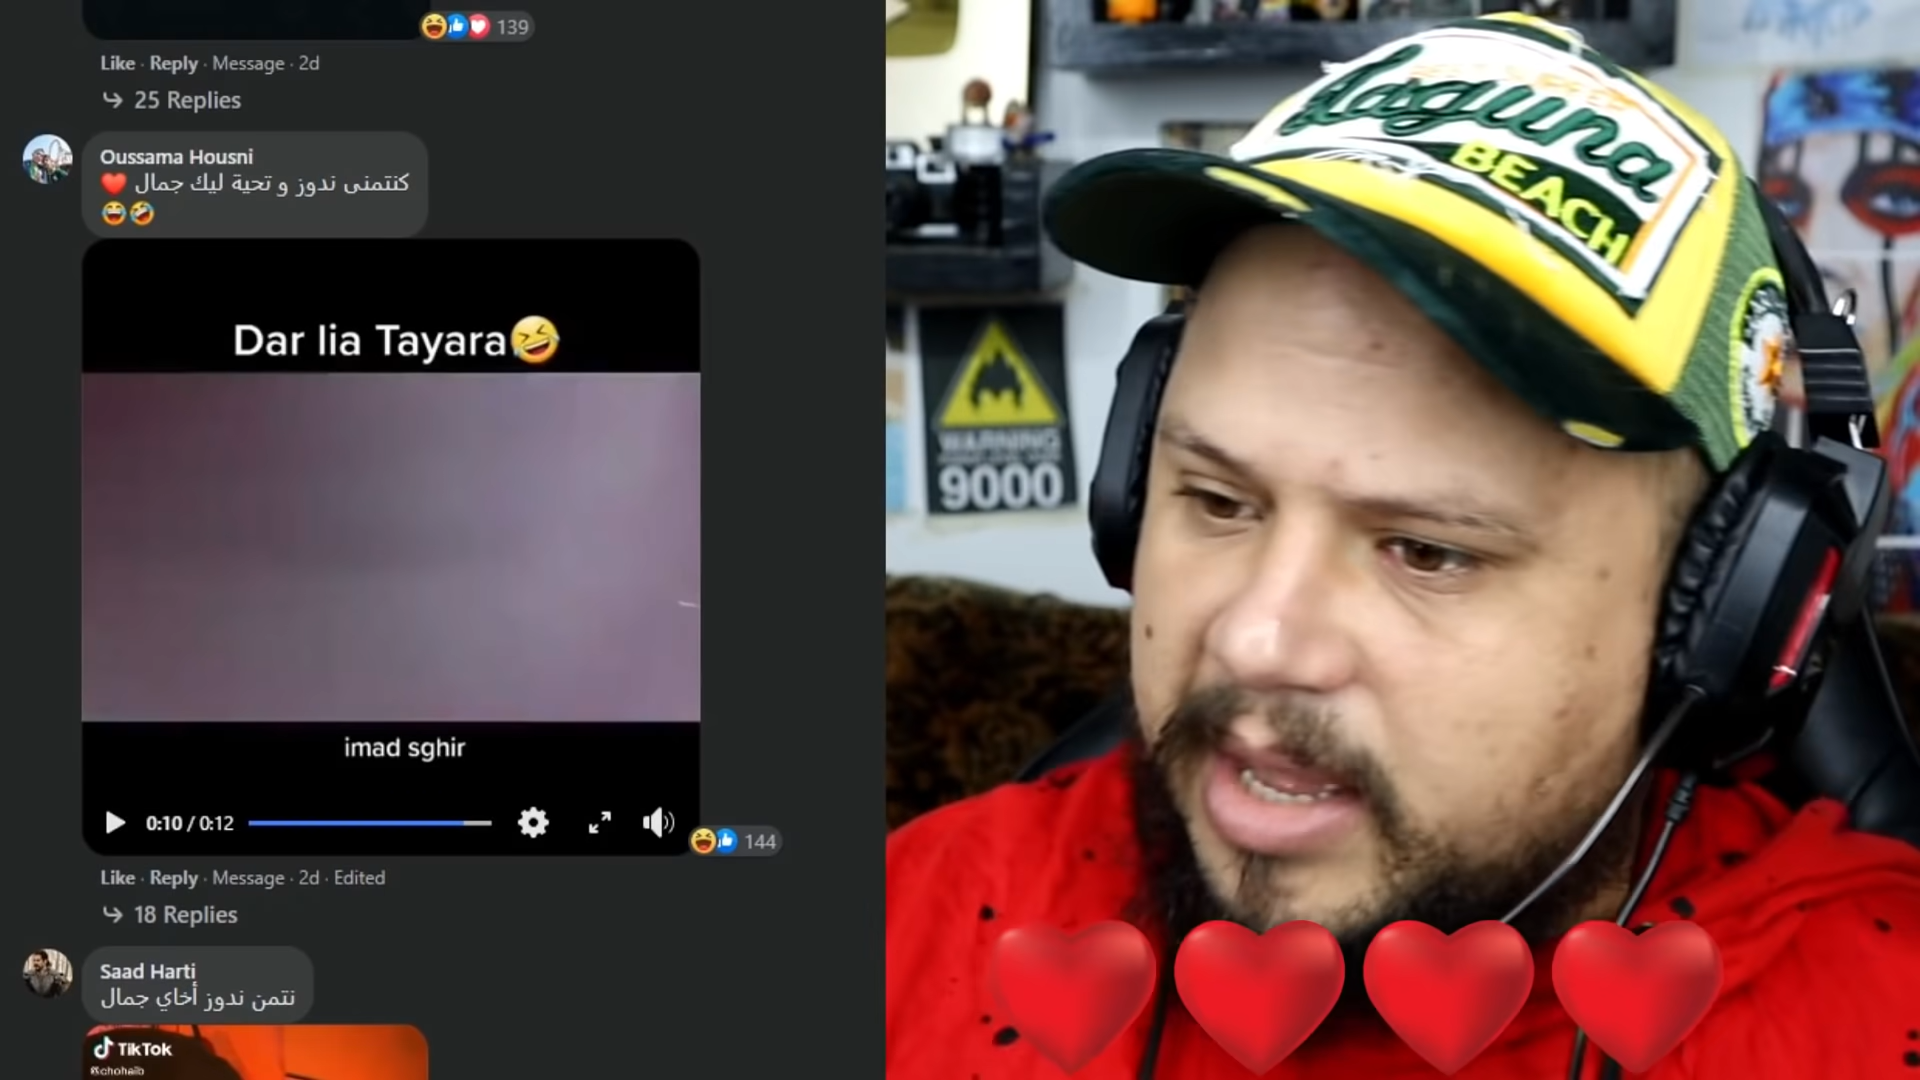 139
Like · Reply · Message · 2d
25 Replies
Oussama Housni
كنتمنى ندوز و تحية ليك جمال ❤️
😂🤣
Dar lia Tayara🤣
imad sghir
0:10 / 0:12
144
Like · Reply · Message · 2d · Edited
18 Replies
Saad Harti
نتمن ندوز أخاي جمال
TikTok
@chohaib
Laguna
BEACH
WARNING
9000